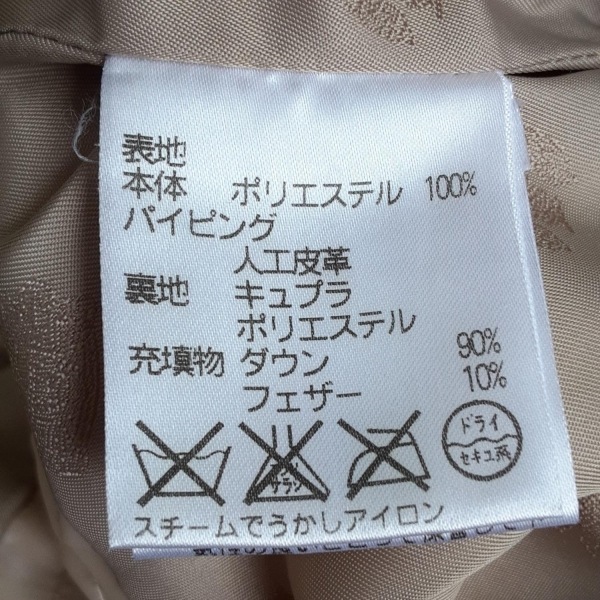 表地
本体 ポリエステル 100%
パイピング
人工皮革
裏地 キュプラ
ポリエステル
充填物 ダウン 90%
フェザー 10%
エンソ サラシ
ドライ
セキユ系
スチームでうかしアイロン